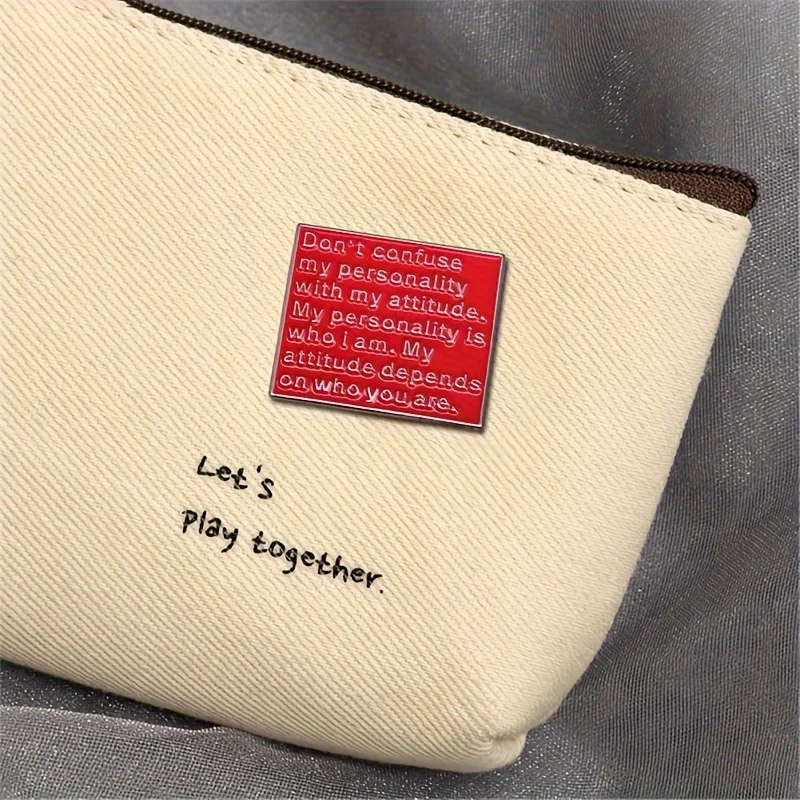 Don't confuse
my personality
with my attitude.
My personality is
who i am. My
attitude depends
on who you are.
Let's
play together.